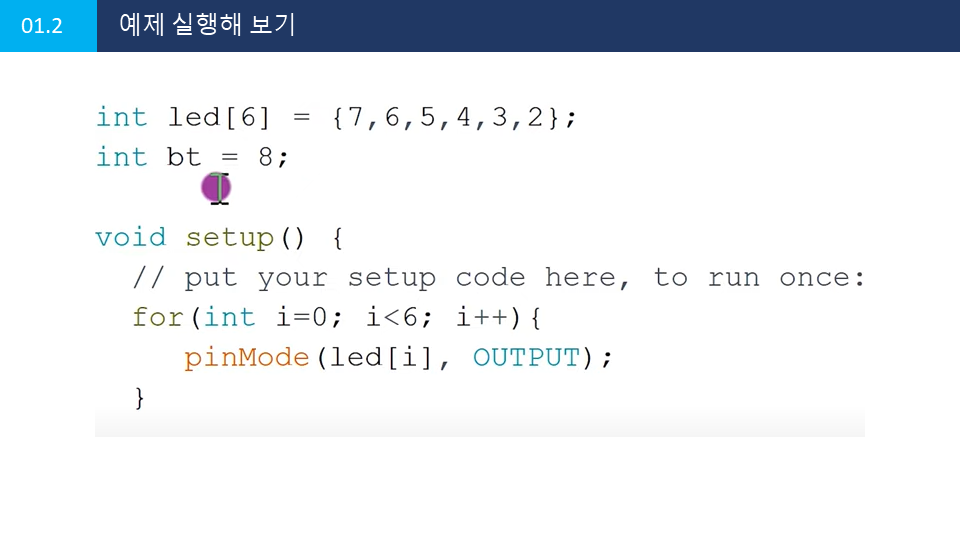 01.2
예제 실행해 보기
int led[6] = {7,6,5,4,3,2};
int bt = 8;
void setup() {
// put your setup code here, to run once:
for(int i=0; i<6; i++){
pinMode(led[i], OUTPUT);
}